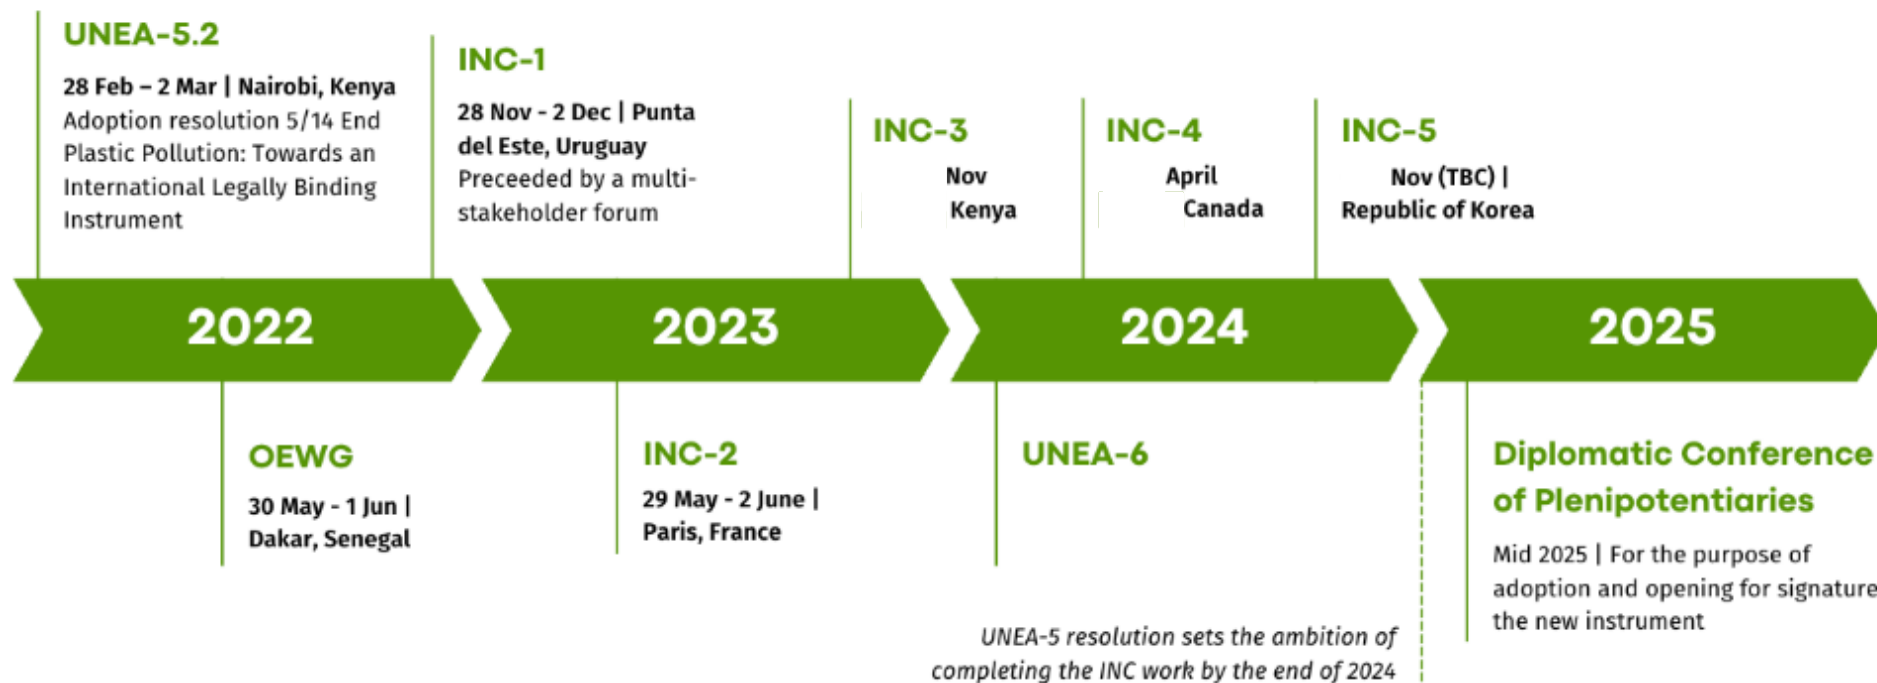 UNEA-5.2
28 Feb – 2 Mar | Nairobi, Kenya
Adoption resolution 5/14 End
Plastic Pollution: Towards an
International Legally Binding
Instrument
INC-1
28 Nov - 2 Dec | Punta
del Este, Uruguay
Preceeded by a multi-
stakeholder forum
INC-3
Nov
Kenya
INC-4
April
Canada
INC-5
Nov (TBC) |
Republic of Korea
2022
2023
2024
2025
OEWG
30 May - 1 Jun |
Dakar, Senegal
INC-2
29 May - 2 June |
Paris, France
UNEA-6
UNEA-5 resolution sets the ambition of
completing the INC work by the end of 2024
Diplomatic Conference
of Plenipotentiaries
Mid 2025 | For the purpose of
adoption and opening for signature
the new instrument